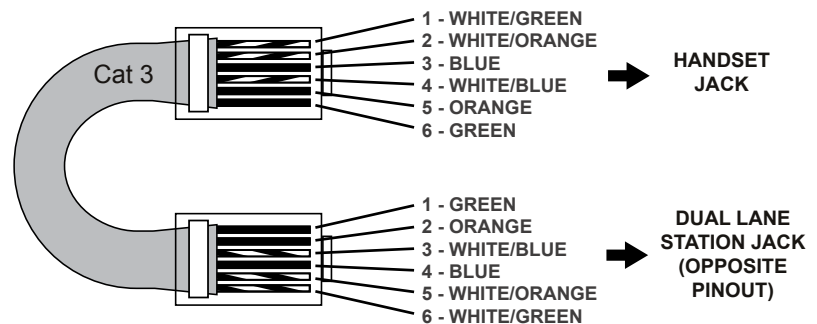 Cat 3
1 - WHITE/GREEN
2 - WHITE/ORANGE
3 - BLUE
4 - WHITE/BLUE
5 - ORANGE
6 - GREEN
HANDSET
JACK
1 - GREEN
2 - ORANGE
3 - WHITE/BLUE
4 - BLUE
5 - WHITE/ORANGE
6 - WHITE/GREEN
DUAL LANE
STATION JACK
(OPPOSITE
PINOUT)